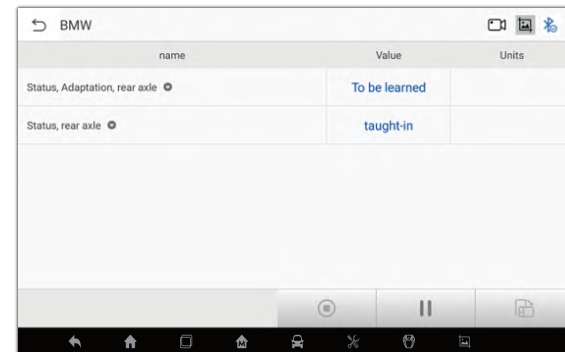 BMW
name Value Units
Status, Adaptation, rear axle To be learned
Status, rear axle taught-in
M